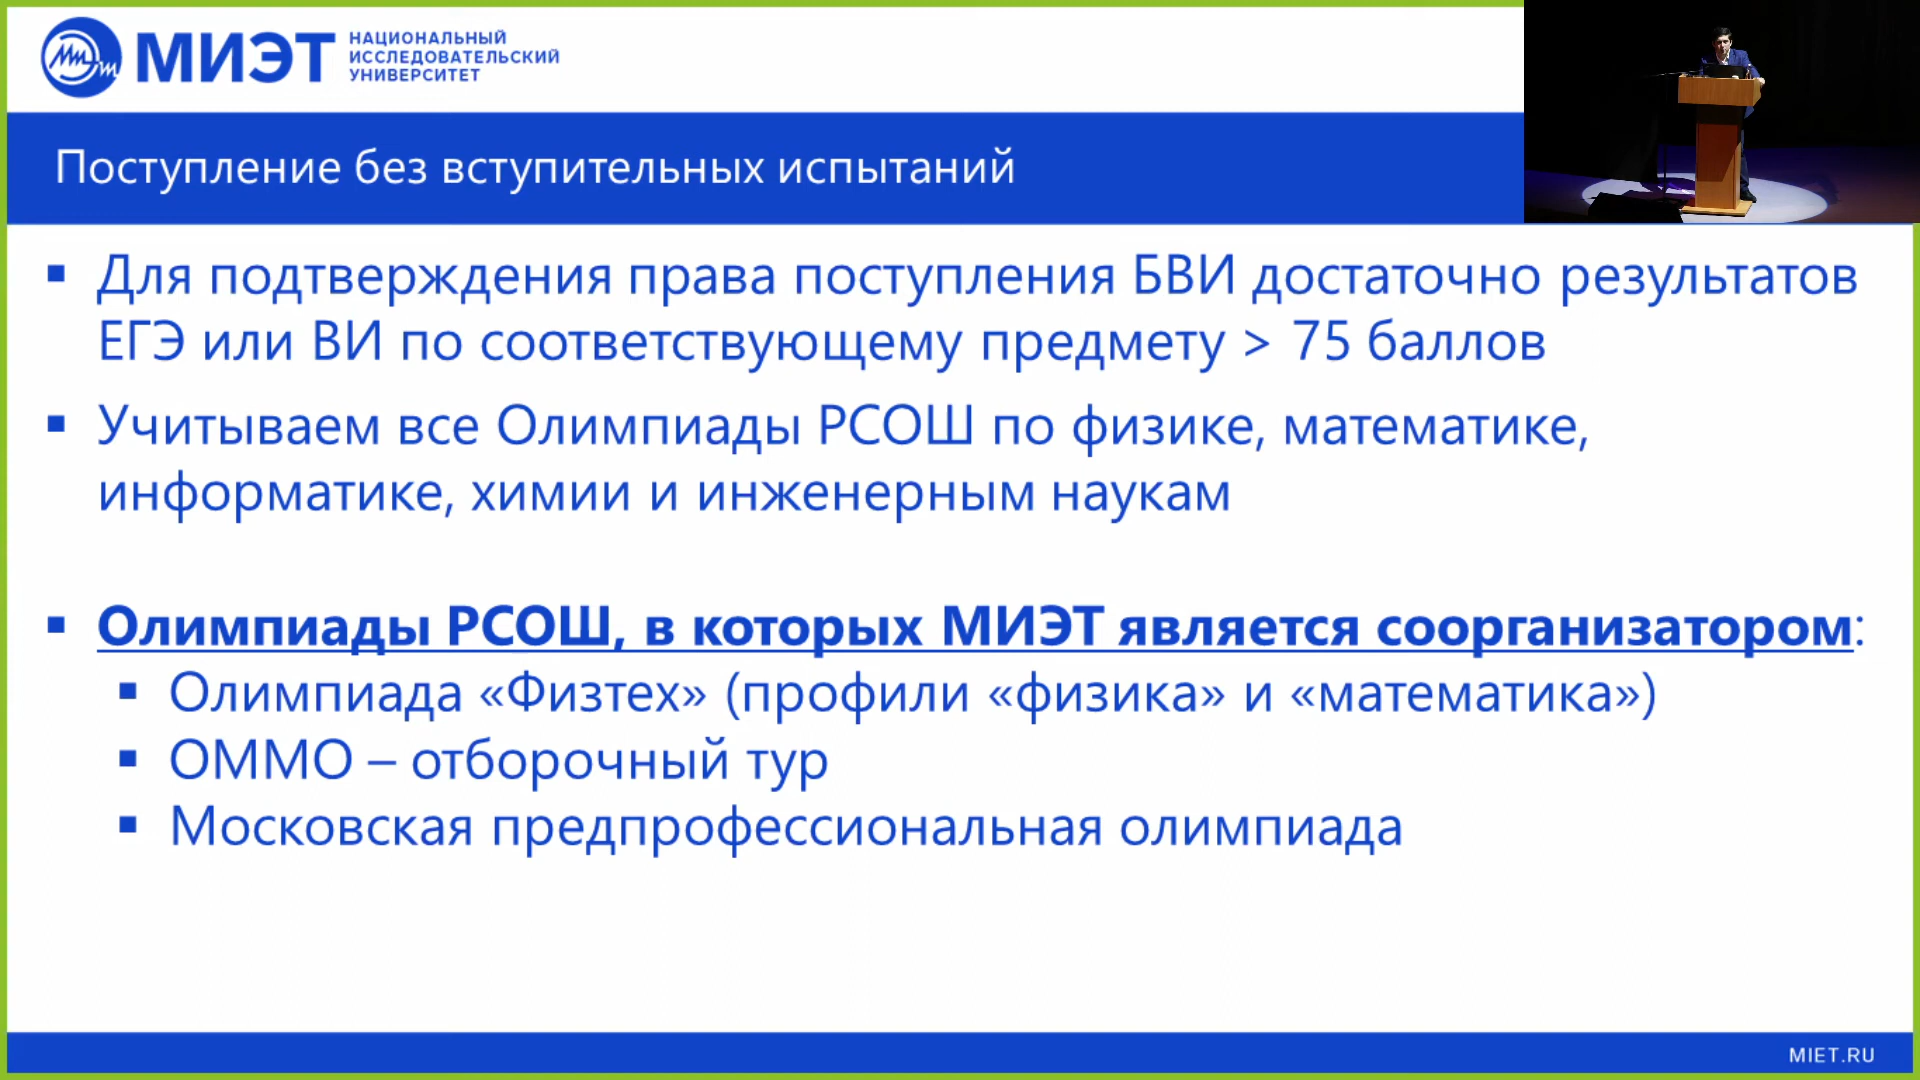 МИЭТ
НАЦИОНАЛЬНЫЙ
ИССЛЕДОВАТЕЛЬСКИЙ
УНИВЕРСИТЕТ
Поступление без вступительных испытаний
▪ Для подтверждения права поступления БВИ достаточно результатов
ЕГЭ или ВИ по соответствующему предмету > 75 баллов
▪ Учитываем все Олимпиады РСОШ по физике, математике,
информатике, химии и инженерным наукам
▪ Олимпиады РСОШ, в которых МИЭТ является соорганизатором:
▪ Олимпиада «Физтех» (профили «физика» и «математика»)
▪ ОММО – отборочный тур
▪ Московская предпрофессиональная олимпиада
MIET.RU